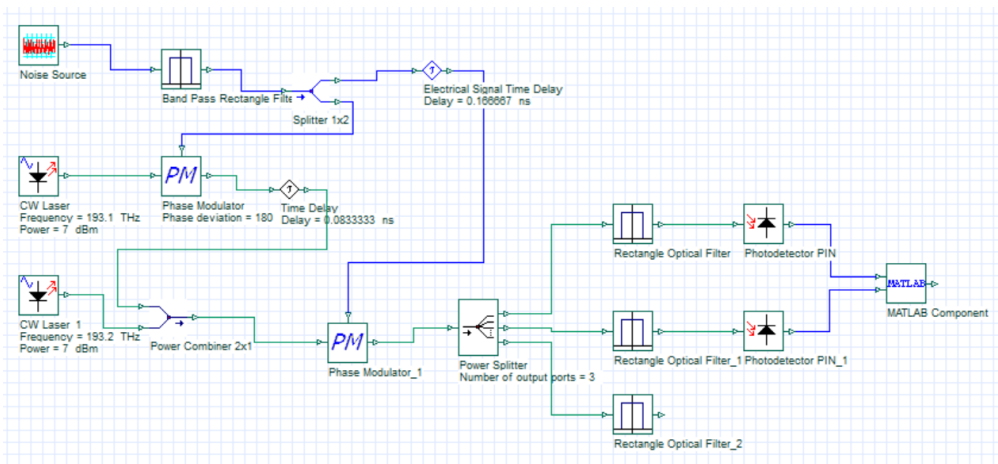 Noise Source
Band Pass Rectangle Filte
Splitter 1x2
τ
Electrical Signal Time Delay
Delay = 0.166667 ns
PM
CW Laser
Frequency = 193.1 THz
Power = 7 dBm
Phase Modulator
Phase deviation = 180
τ
Time Delay
Delay = 0.0833333 ns
Rectangle Optical Filter
Photodetector PIN
MATLAB
MATLAB Component
CW Laser 1
Frequency = 193.2 THz
Power = 7 dBm
Power Combiner 2x1
PM
Phase Modulator_1
Power Splitter
Number of output ports = 3
Rectangle Optical Filter_1
Photodetector PIN_1
Rectangle Optical Filter_2